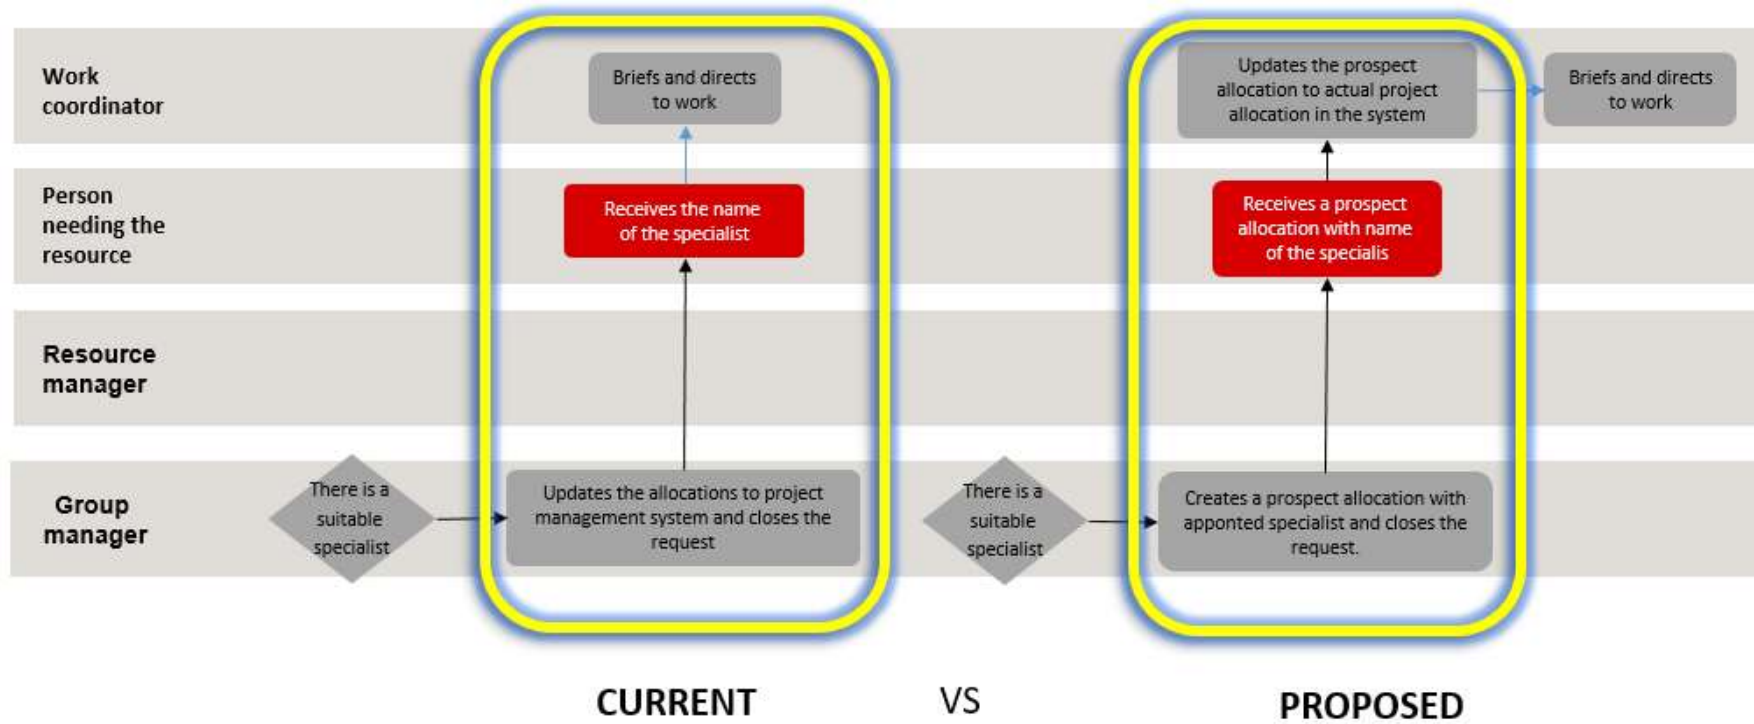 Work
coordinator
Briefs and directs
to work
Updates the prospect
allocation to actual project
allocation in the system
Briefs and directs
to work
Person
needing the
resource
Receives the name
of the specialist
Receives a prospect
allocation with name
of the specialis
Resource
manager
Group
manager
There is a
suitable
specialist
Updates the allocations to project
management system and closes the
request
There is a
suitable
specialist
Creates a prospect allocation with
apponted specialist and closes the
request.
CURRENT
VS
PROPOSED